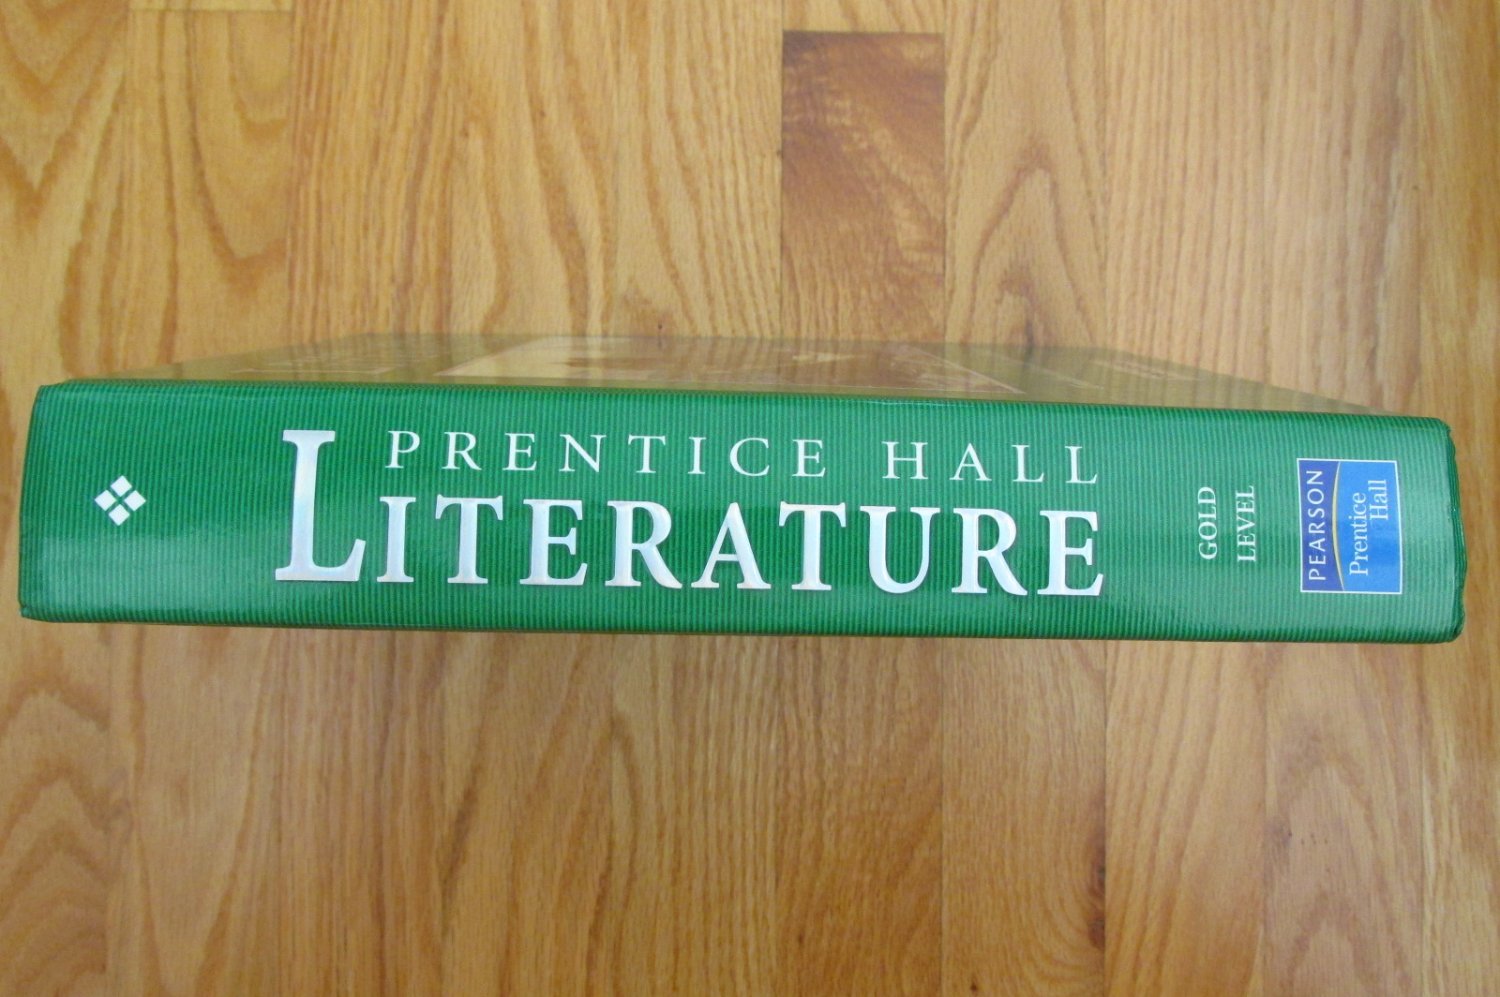 PRENTICE HALL
LITERATURE
GOLD
LEVEL
PEARSON
Prentice
Hall